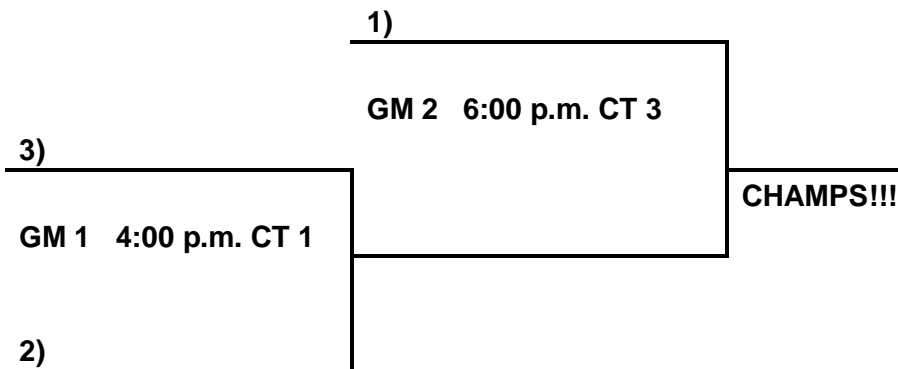 1)
GM 2 6:00 p.m. CT 3
3)
CHAMPS!!!
GM 1 4:00 p.m. CT 1
2)